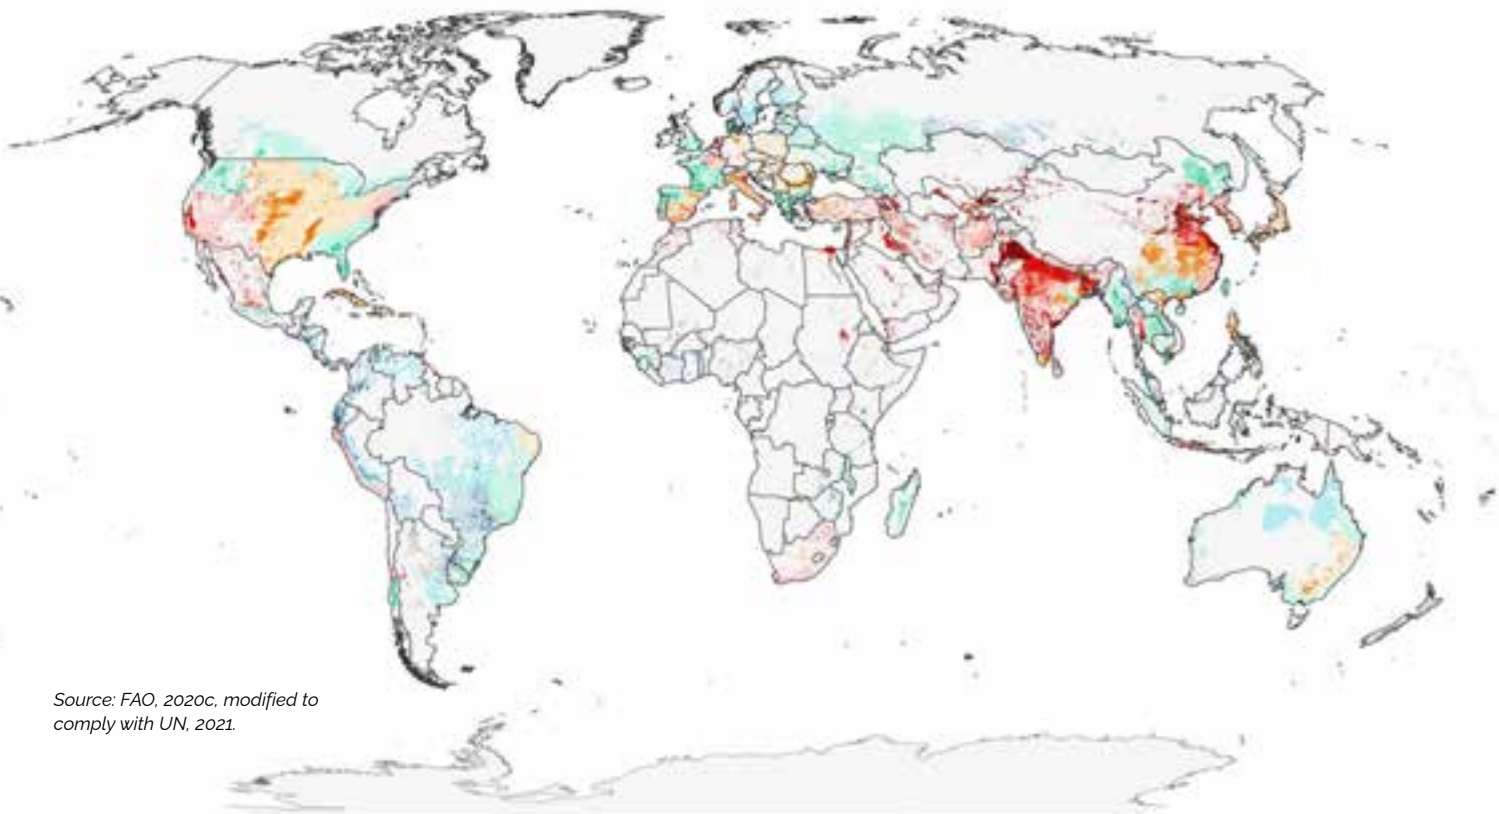 Source: FAO, 2020c, modified to
comply with UN, 2021.